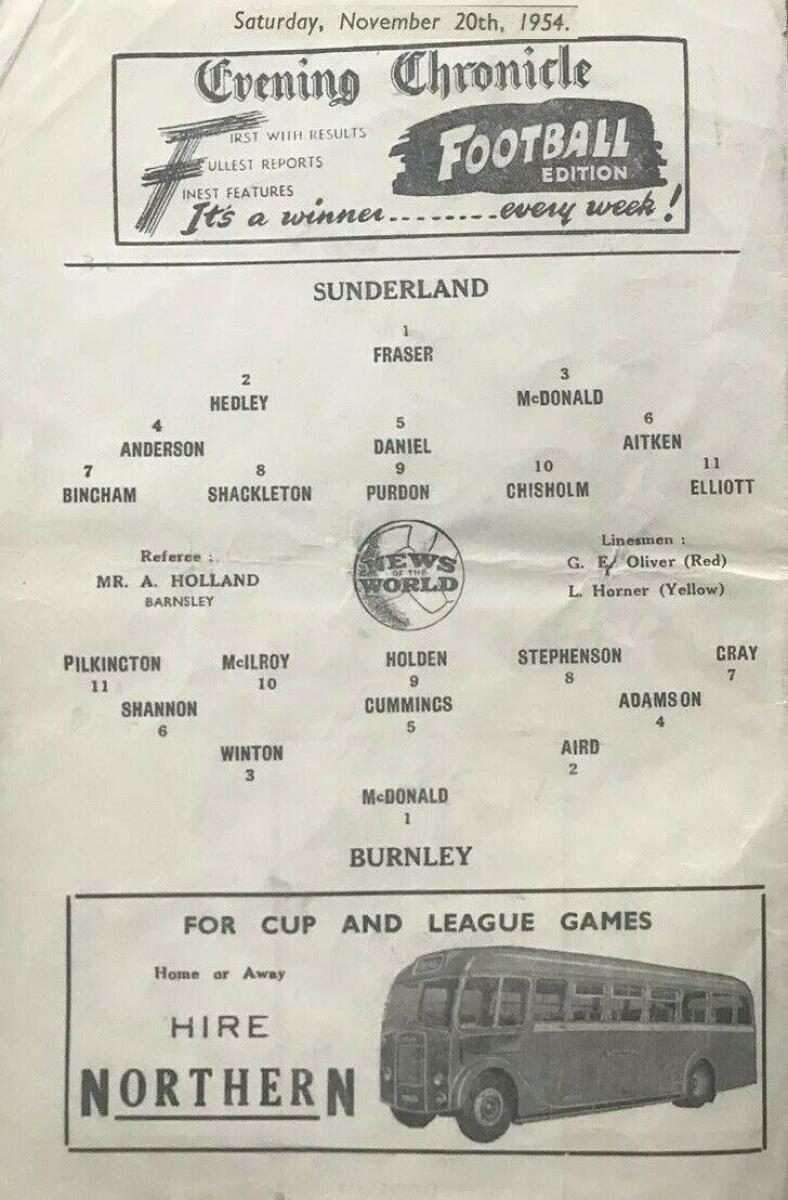 Saturday, November 20th, 1954.
Evening Chronicle
FIRST WITH RESULTS
FULLEST REPORTS
FINEST FEATURES
FOOTBALL
EDITION
It's a winner........every week!
SUNDERLAND
1
FRASER
2 3
HEDLEY McDONALD
4 5 6
ANDERSON DANIEL AITKEN
7 8 9 10 11
BINGHAM SHACKLETON PURDON CHISHOLM ELLIOTT
Referee :
MR. A. HOLLAND
BARNSLEY
NEWS
OF THE
WORLD
Linesmen :
G. E. Oliver (Red)
L. Horner (Yellow)
PILKINGTON McILROY HOLDEN STEPHENSON GRAY
11 10 9 8 7
SHANNON CUMMINGS ADAMSON
6 5 4
WINTON AIRD
3 2
McDONALD
1
BURNLEY
FOR CUP AND LEAGUE GAMES
Home or Away
HIRE
NORTHERN